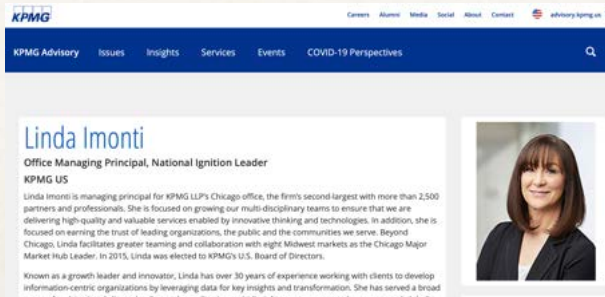 KPMG
Careers Alumni Media Social About Contact advisory.kpmg.us
KPMG Advisory Issues Insights Services Events COVID-19 Perspectives
Linda Imonti
Office Managing Principal, National Ignition Leader
KPMG US
Linda Imonti is managing principal for KPMG LLP's Chicago office, the firm's second-largest with more than 2,500
partners and professionals. She is focused on growing our multi-disciplinary teams to ensure that we are
delivering high-quality and valuable services enabled by innovative thinking and technologies. In addition, she is
focused on earning the trust of leading organizations, the public and the communities we serve. Beyond
Chicago, Linda facilitates greater teaming and collaboration with eight Midwest markets as the Chicago Major
Market Hub Leader. In 2015, Linda was elected to KPMG's U.S. Board of Directors.
Known as a growth leader and innovator, Linda has over 30 years of experience working with clients to develop
information-centric organizations by leveraging data for key insights and transformation. She has served a broad